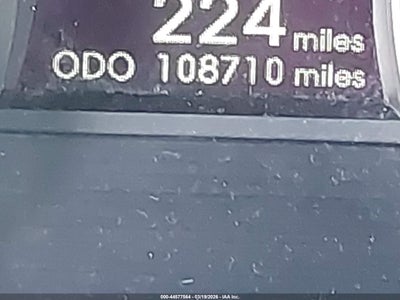 224 miles
ODO 108710 miles
000-44577564 - 03/19/2026 - IAA Inc.